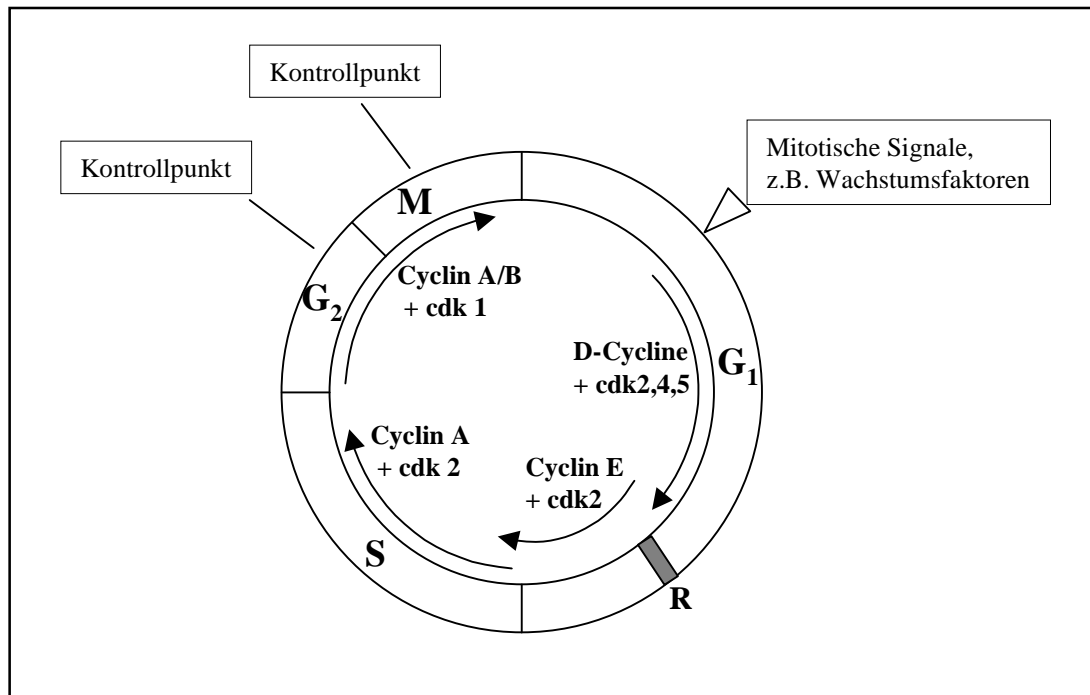 Kontrollpunkt
Kontrollpunkt
Mitotische Signale,
z.B. Wachstumsfaktoren
M
G₂
Cyclin A/B
+ cdk 1
D-Cycline
+ cdk2,4,5
G₁
Cyclin A
+ cdk 2
Cyclin E
+ cdk2
S
R